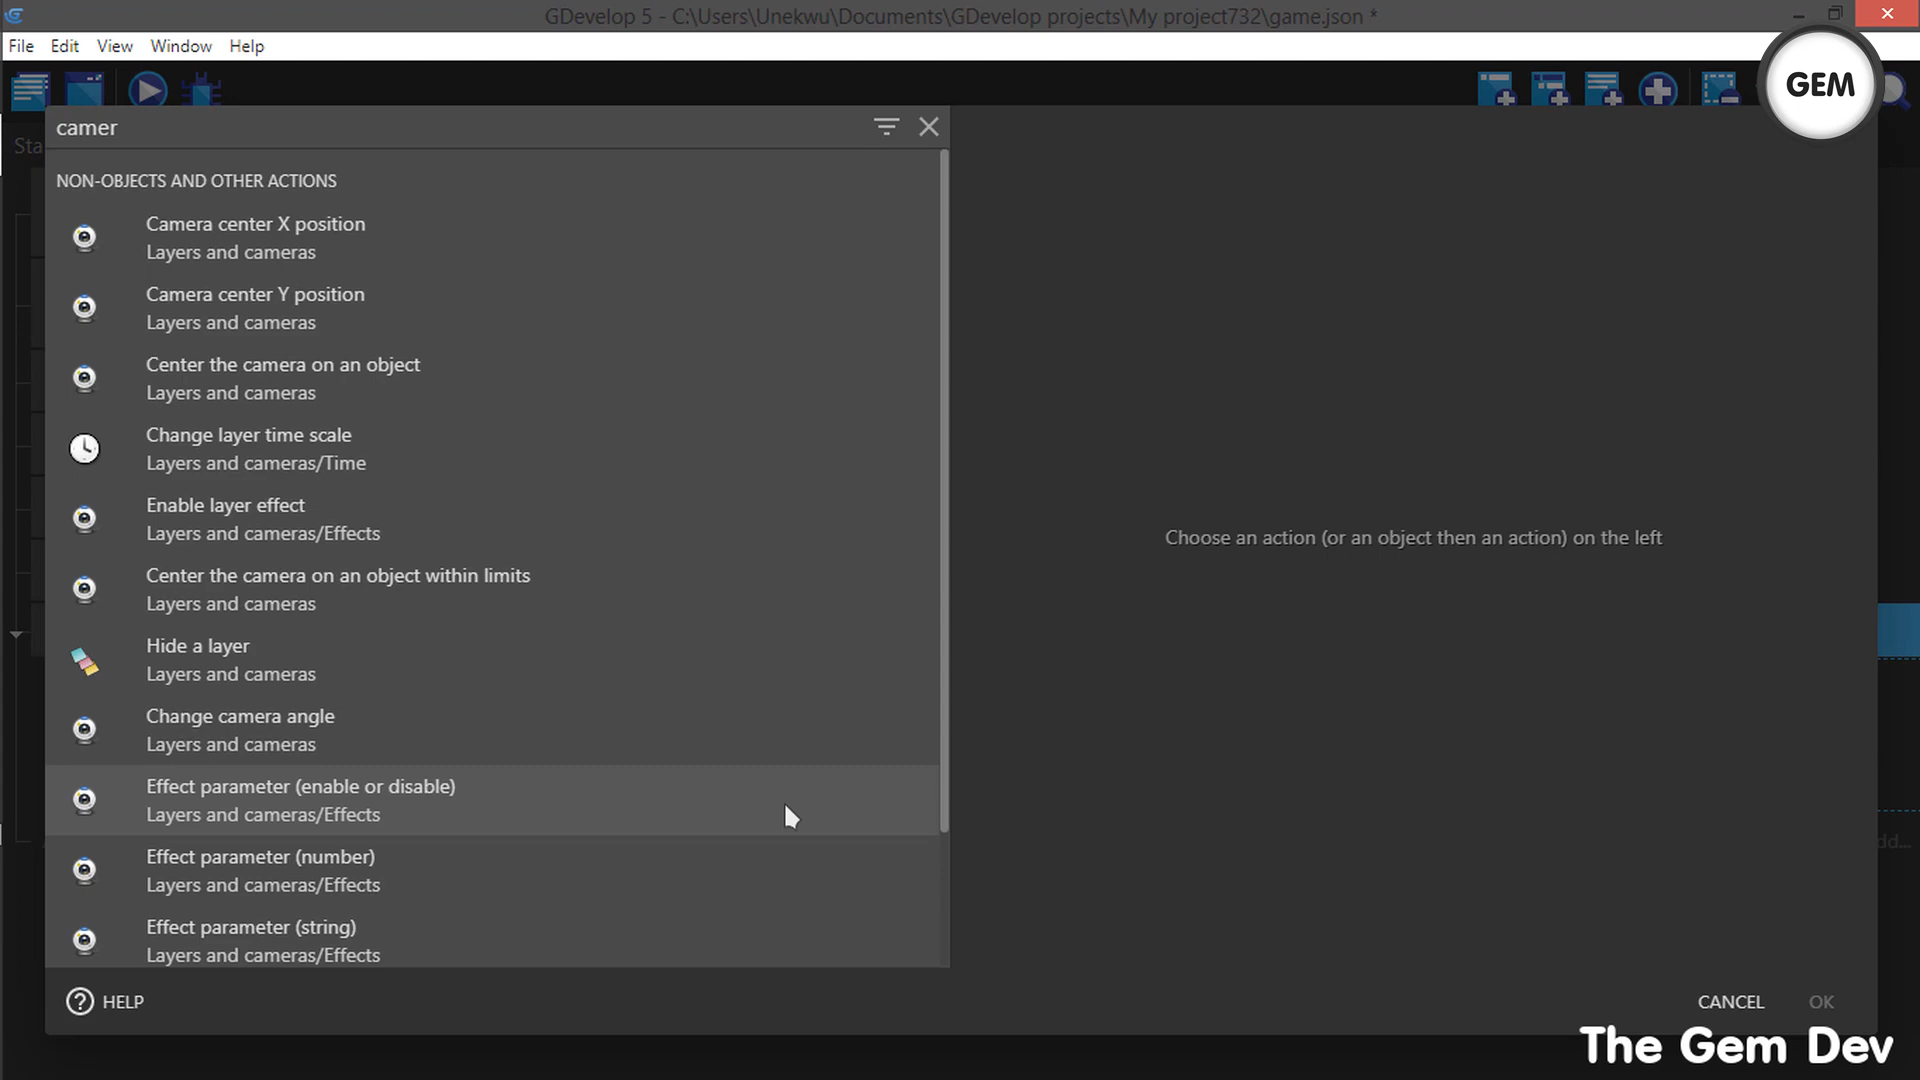 GDevelop 5 - C:\Users\Unekwu\Documents\GDevelop projects\My project732\game.json *
File Edit View Window Help
GEM
Sta
camer
NON-OBJECTS AND OTHER ACTIONS
Camera center X position
Layers and cameras
Camera center Y position
Layers and cameras
Center the camera on an object
Layers and cameras
Change layer time scale
Layers and cameras/Time
Enable layer effect
Layers and cameras/Effects
Center the camera on an object within limits
Layers and cameras
Hide a layer
Layers and cameras
Change camera angle
Layers and cameras
Effect parameter (enable or disable)
Layers and cameras/Effects
Effect parameter (number)
Layers and cameras/Effects
Effect parameter (string)
Layers and cameras/Effects
Choose an action (or an object then an action) on the left
dd...
HELP
CANCEL OK
The Gem Dev